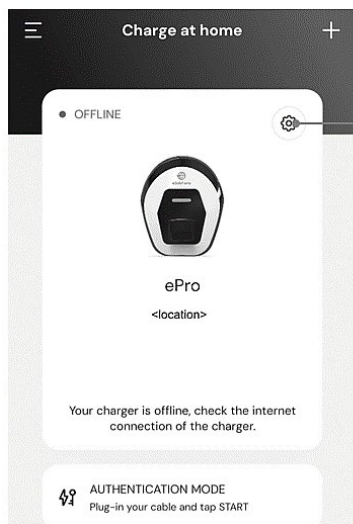 Charge at home
OFFLINE
ePro
<location>
Your charger is offline, check the internet
connection of the charger.
AUTHENTICATION MODE
Plug-in your cable and tap START